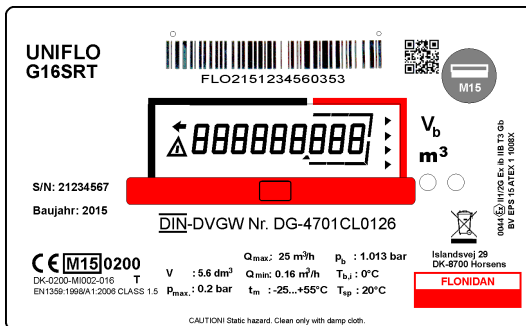 UNIFLO
G16SRT
FLO2151234560353
M15
888888888
Vb
m³
S/N: 21234567
Baujahr: 2015
DIN-DVGW Nr. DG-4701CL0126
0044 Ex II1/2G Ex ib IIB T3 Gb
BV EPS 15 ATEX 1 1008X
CE M15 0200
DK-0200-MI002-016 T
EN1359:1998/A1:2006 CLASS 1.5
V : 5.6 dm³
pmax.: 0.2 bar
Qmax.: 25 m³/h
Qmin: 0.16 m³/h
tm : -25...+55°C
pb : 1.013 bar
Tb,i : 0°C
Tsp : 20°C
Islandsvej 29
DK-8700 Horsens
FLONIDAN
CAUTION! Static hazard. Clean only with damp cloth.